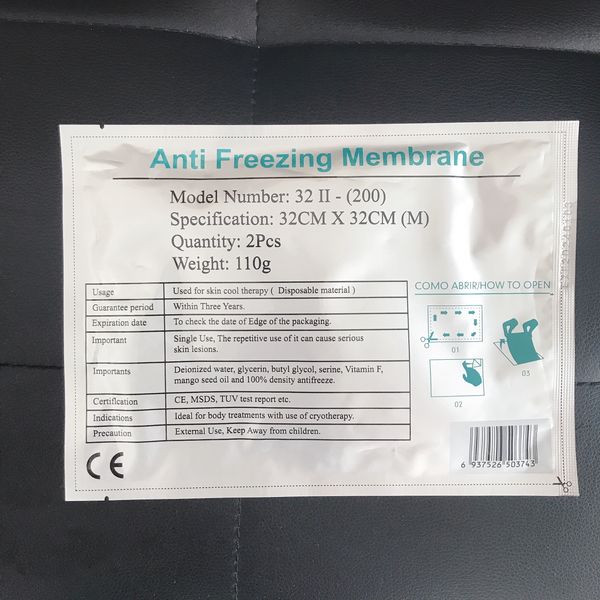 Anti Freezing Membrane
Model Number: 32 II - (200)
Specification: 32CM X 32CM (M)
Quantity: 2Pcs
Weight: 110g
Usage Used for skin cool therapy ( Disposable material )
Guarantee period Within Three Years.
Expiration date To check the date of Edge of the packaging.
Important Single Use, The repetitive use of it can cause serious
skin lesions.
Importants Deionized water, glycerin, butyl glycol, serine, Vitamin F,
mango seed oil and 100% density antifreeze.
Certification CE, MSDS, TUV test report etc.
Indications Ideal for body treatments with use of cryotherapy.
Precaution External Use, Keep Away from children.
CE
COMO ABRIR/HOW TO OPEN
01
02
03
6 937526 503743